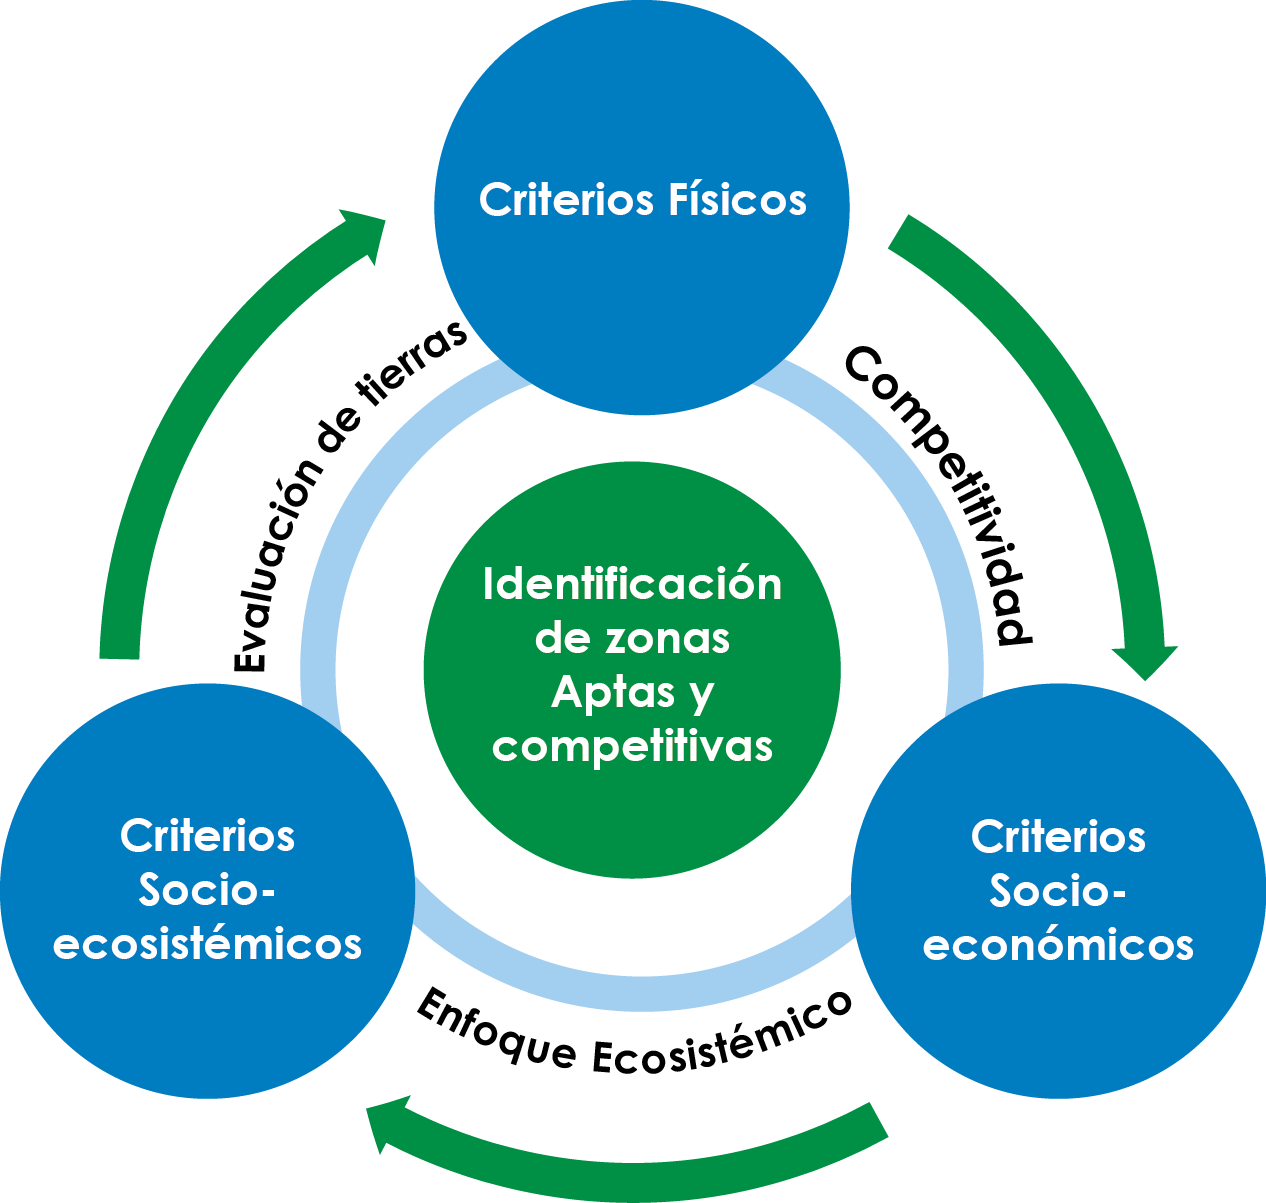 Criterios Físicos
Evaluación de tierras
Competitividad
Identificación
de zonas
Aptas y
competitivas
Criterios
Socio-
ecosistémicos
Criterios
Socio-
económicos
Enfoque Ecosistémico